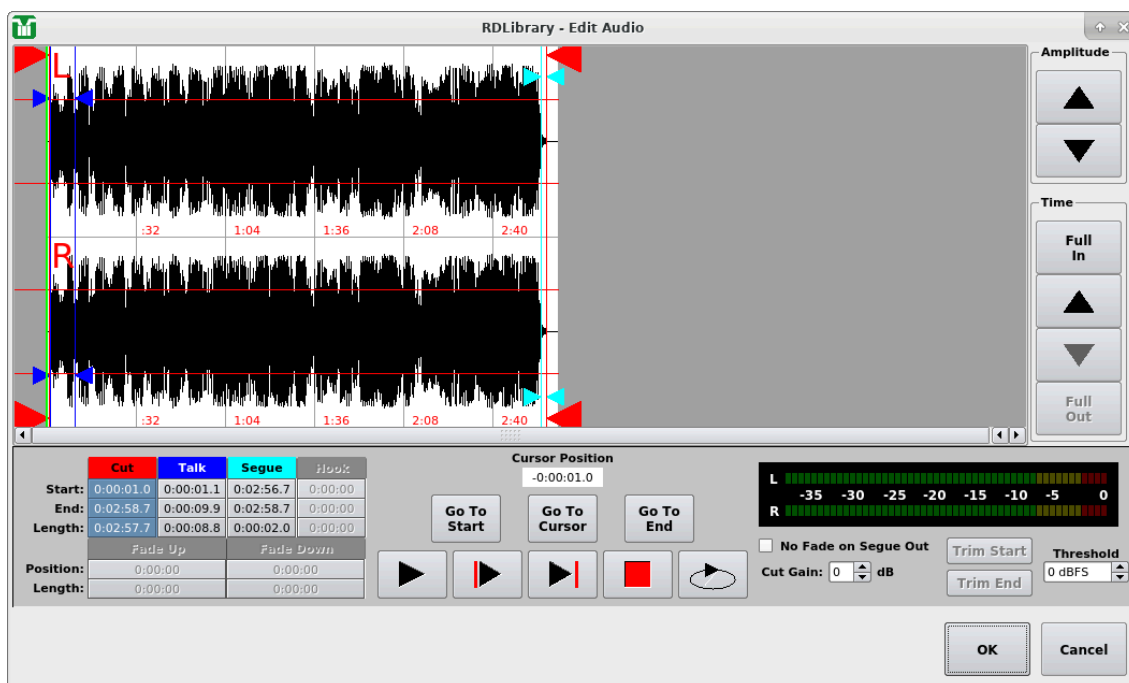 RDLibrary - Edit Audio
Amplitude
L
:32 1:04 1:36 2:08 2:40
R
:32 1:04 1:36 2:08 2:40
Time
Full
In
Full
Out
Cut Talk Segue Hook
Start: 0:00:01.0 0:00:01.1 0:02:56.7 0:00:00
End: 0:02:58.7 0:00:09.9 0:02:58.7 0:00:00
Length: 0:02:57.7 0:00:08.8 0:00:02.0 0:00:00
Fade Up Fade Down
Position: 0:00:00 0:00:00
Length: 0:00:00 0:00:00
Cursor Position
-0:00:01.0
Go To
Start
Go To
Cursor
Go To
End
L
-35 -30 -25 -20 -15 -10 -5 0
R
No Fade on Segue Out
Cut Gain: 0 dB
Trim Start
Trim End
Threshold
0 dBFS
OK Cancel